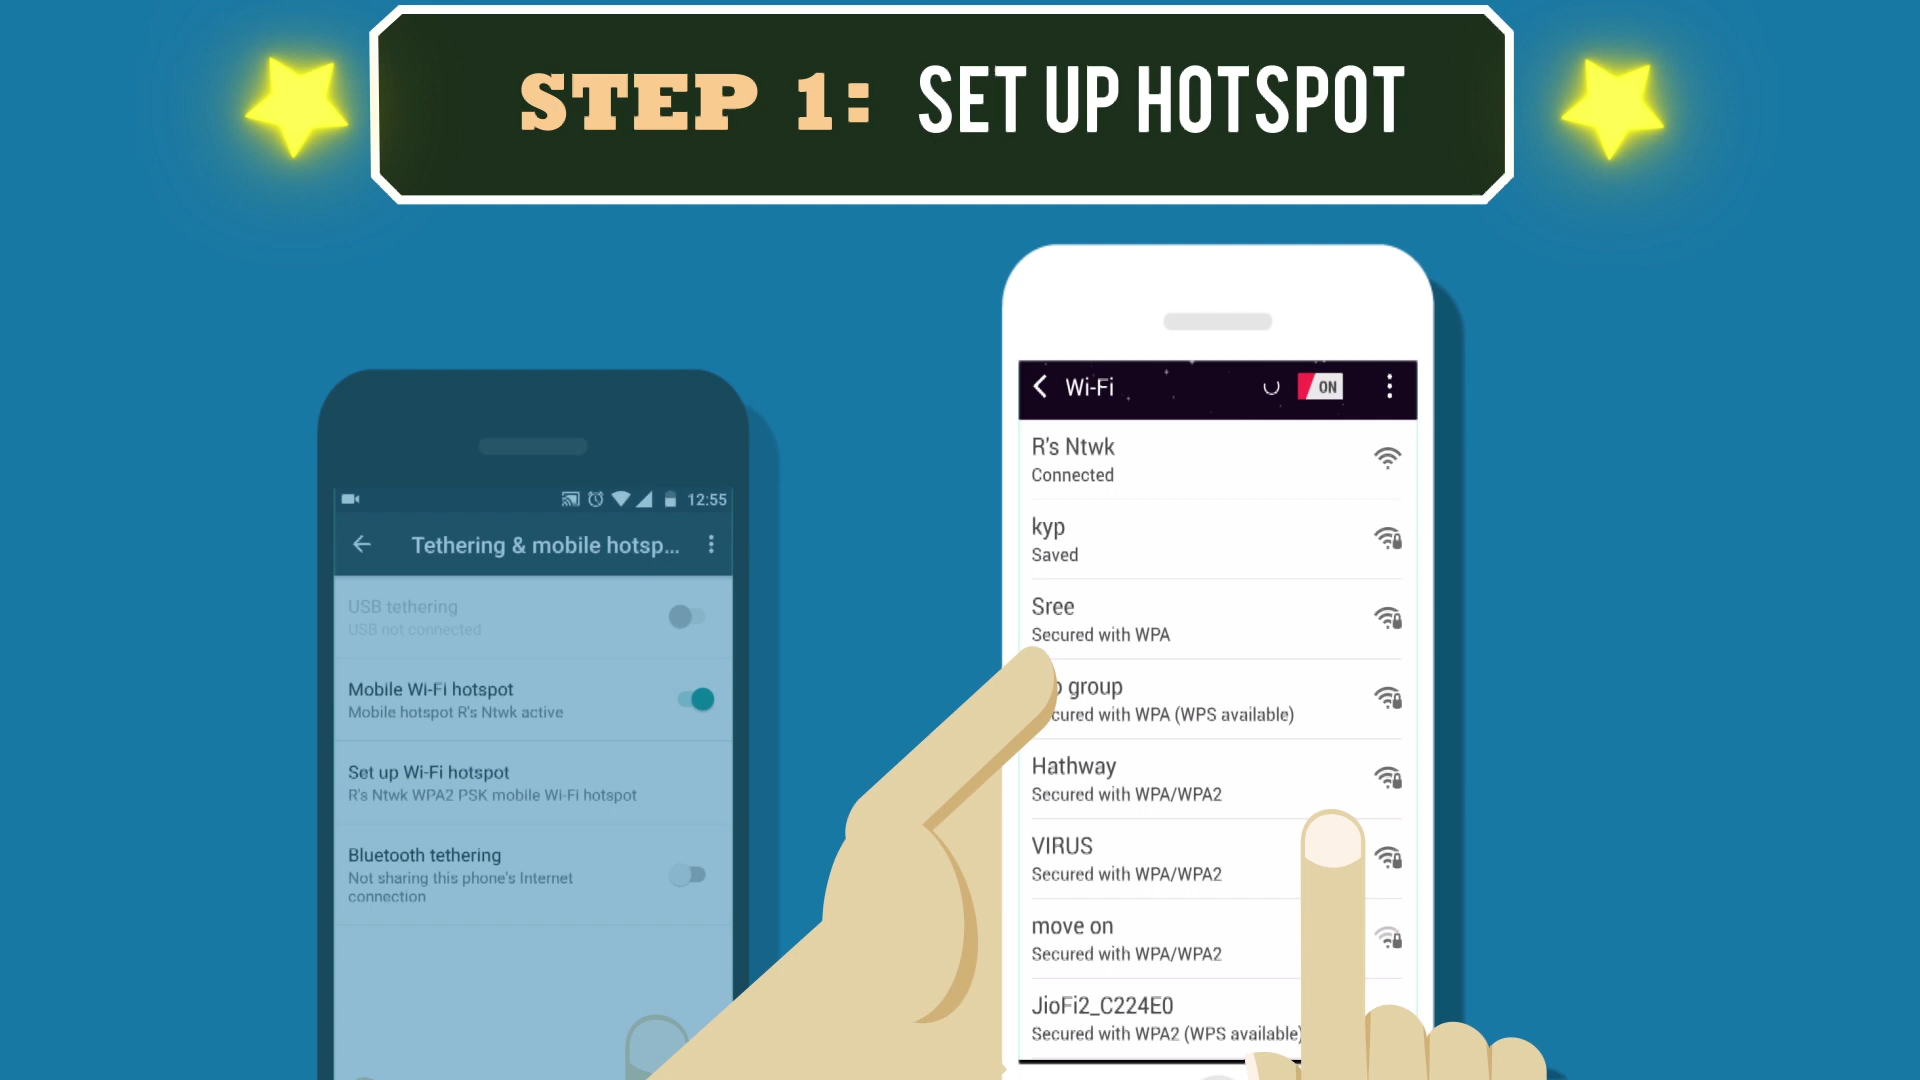 STEP 1: SET UP HOTSPOT
12:55
Tethering & mobile hotsp...
USB tethering
USB not connected
Mobile Wi-Fi hotspot
Mobile hotspot R's Ntwk active
Set up Wi-Fi hotspot
R's Ntwk WPA2 PSK mobile Wi-Fi hotspot
Bluetooth tethering
Not sharing this phone's Internet
connection
Wi-Fi
ON
R's Ntwk
Connected
kyp
Saved
Sree
Secured with WPA
group
with WPA (WPS available)
Hathway
Secured with WPA/WPA2
VIRUS
Secured with WPA/WPA2
move on
Secured with WPA/WPA2
JioFi2_C224E0
Secured with WPA2 (WPS available)